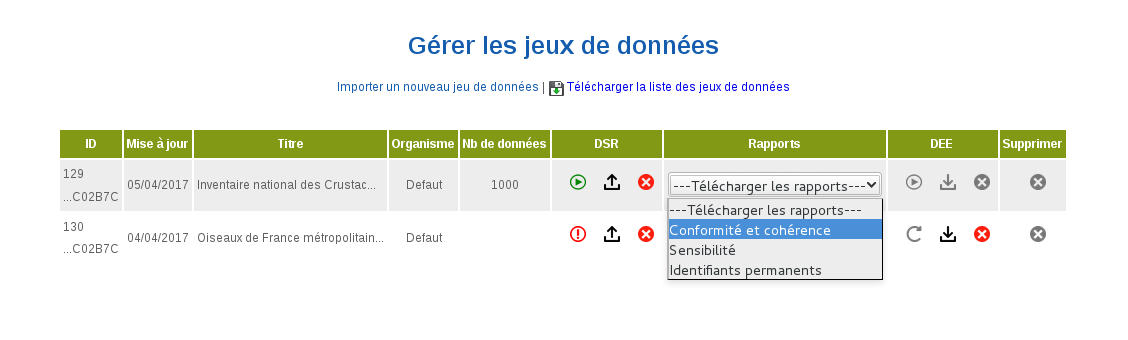 Gérer les jeux de données
Importer un nouveau jeu de données | Télécharger la liste des jeux de données
ID Mise à jour Titre Organisme Nb de données DSR Rapports DEE Supprimer
129
...C02B7C 05/04/2017 Inventaire national des Crustac... Defaut 1000 ---Télécharger les rapports---
---Télécharger les rapports---
Conformité et cohérence
Sensibilité
Identifiants permanents
130
...C02B7C 04/04/2017 Oiseaux de France métropolitain... Defaut